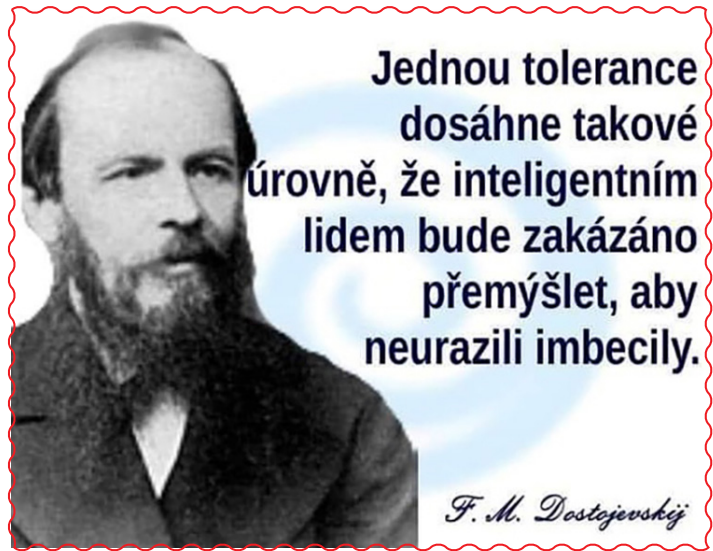 Jednou tolerance
dosáhne takové
úrovně, že inteligentním
lidem bude zakázáno
přemýšlet, aby
neurazili imbecily.
F. M. Dostojevskij